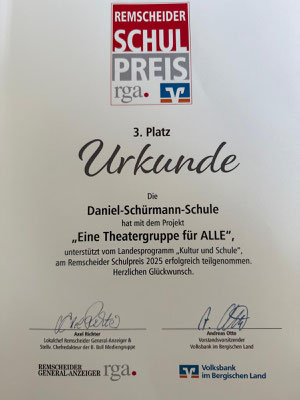 REMSCHEIDER
SCHUL
PREIS
rga.
3. Platz
Urkunde
Die
Daniel-Schürmann-Schule
hat mit dem Projekt
„Eine Theatergruppe für ALLE“,
unterstützt vom Landesprogramm „Kultur und Schule“,
am Remscheider Schulpreis 2025 erfolgreich teilgenommen.
Herzlichen Glückwunsch.
Axel Richter
Lokalchef Remscheider General-Anzeiger &
Stellv. Chefredakteur der B. Boll Mediengruppe
Andreas Otto
Vorstandsvorsitzender
Volksbank im Bergischen Land
REMSCHEIDER
GENERAL-ANZEIGER
rga.
Volksbank
im Bergischen Land